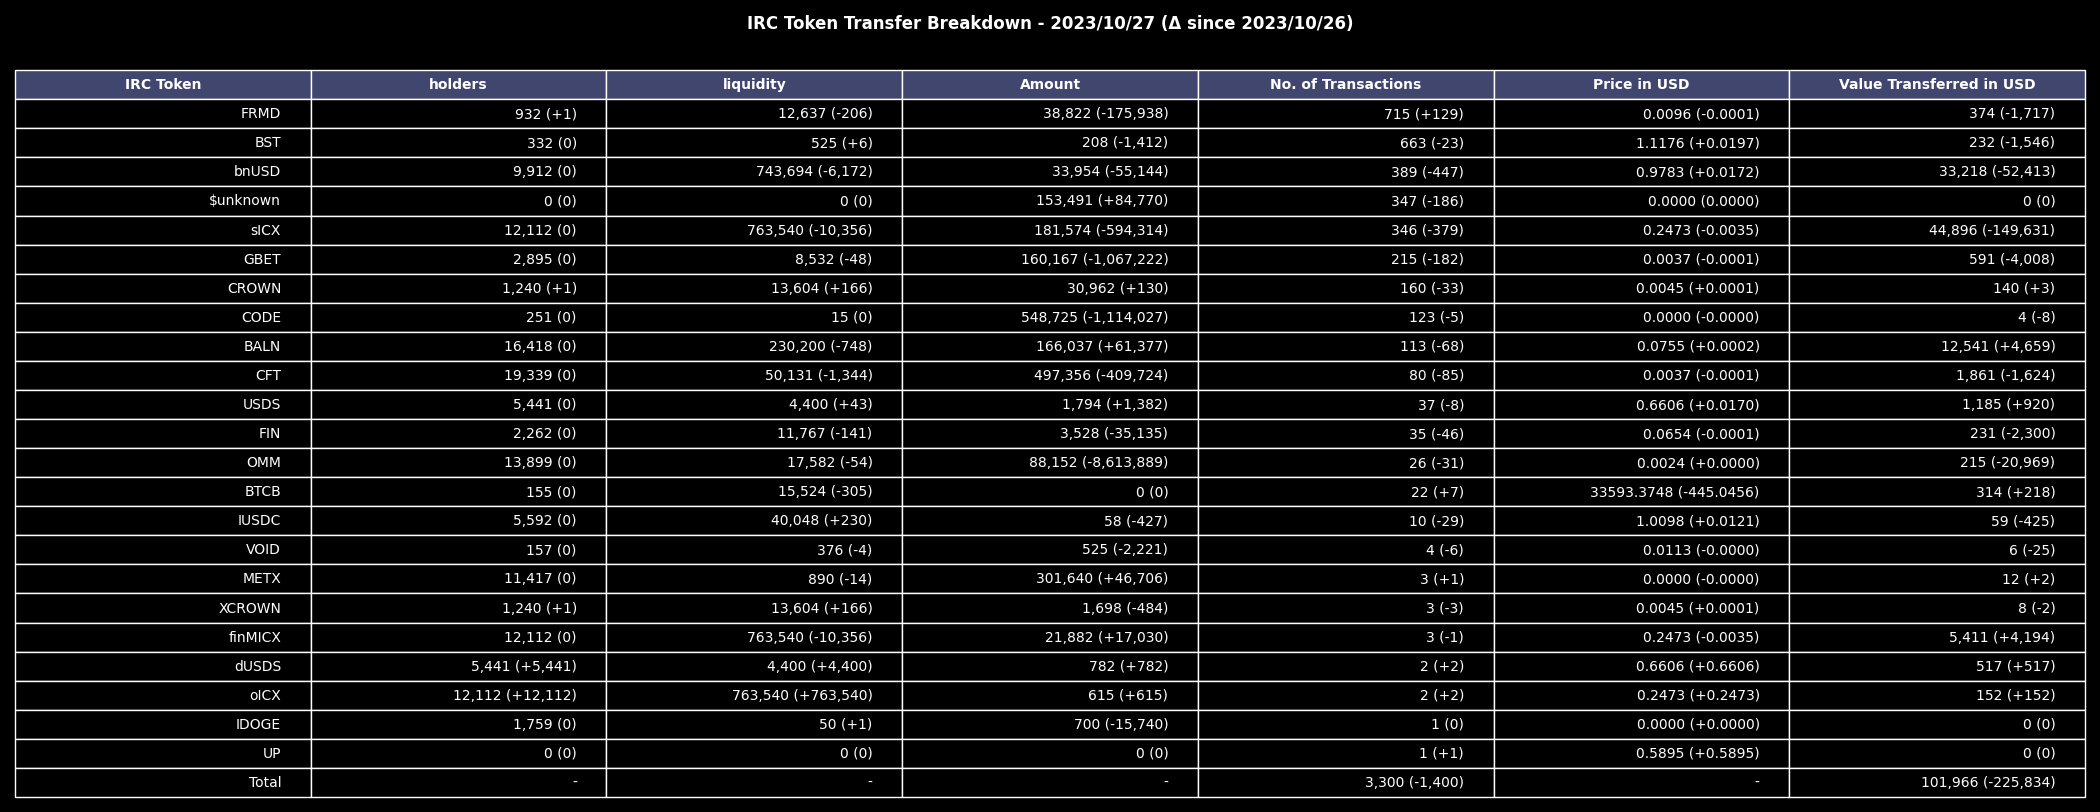 IRC Token Transfer Breakdown - 2023/10/27 (Δ since 2023/10/26)
IRC Token holders liquidity Amount No. of Transactions Price in USD Value Transferred in USD
FRMD 932 (+1) 12,637 (-206) 38,822 (-175,938) 715 (+129) 0.0096 (-0.0001) 374 (-1,717)
BST 332 (0) 525 (+6) 208 (-1,412) 663 (-23) 1.1176 (+0.0197) 232 (-1,546)
bnUSD 9,912 (0) 743,694 (-6,172) 33,954 (-55,144) 389 (-447) 0.9783 (+0.0172) 33,218 (-52,413)
$unknown 0 (0) 0 (0) 153,491 (+84,770) 347 (-186) 0.0000 (0.0000) 0 (0)
sICX 12,112 (0) 763,540 (-10,356) 181,574 (-594,314) 346 (-379) 0.2473 (-0.0035) 44,896 (-149,631)
GBET 2,895 (0) 8,532 (-48) 160,167 (-1,067,222) 215 (-182) 0.0037 (-0.0001) 591 (-4,008)
CROWN 1,240 (+1) 13,604 (+166) 30,962 (+130) 160 (-33) 0.0045 (+0.0001) 140 (+3)
CODE 251 (0) 15 (0) 548,725 (-1,114,027) 123 (-5) 0.0000 (-0.0000) 4 (-8)
BALN 16,418 (0) 230,200 (-748) 166,037 (+61,377) 113 (-68) 0.0755 (+0.0002) 12,541 (+4,659)
CFT 19,339 (0) 50,131 (-1,344) 497,356 (-409,724) 80 (-85) 0.0037 (-0.0001) 1,861 (-1,624)
USDS 5,441 (0) 4,400 (+43) 1,794 (+1,382) 37 (-8) 0.6606 (+0.0170) 1,185 (+920)
FIN 2,262 (0) 11,767 (-141) 3,528 (-35,135) 35 (-46) 0.0654 (-0.0001) 231 (-2,300)
OMM 13,899 (0) 17,582 (-54) 88,152 (-8,613,889) 26 (-31) 0.0024 (+0.0000) 215 (-20,969)
BTCB 155 (0) 15,524 (-305) 0 (0) 22 (+7) 33593.3748 (-445.0456) 314 (+218)
IUSDC 5,592 (0) 40,048 (+230) 58 (-427) 10 (-29) 1.0098 (+0.0121) 59 (-425)
VOID 157 (0) 376 (-4) 525 (-2,221) 4 (-6) 0.0113 (-0.0000) 6 (-25)
METX 11,417 (0) 890 (-14) 301,640 (+46,706) 3 (+1) 0.0000 (-0.0000) 12 (+2)
XCROWN 1,240 (+1) 13,604 (+166) 1,698 (-484) 3 (-3) 0.0045 (+0.0001) 8 (-2)
finMICX 12,112 (0) 763,540 (-10,356) 21,882 (+17,030) 3 (-1) 0.2473 (-0.0035) 5,411 (+4,194)
dUSDS 5,441 (+5,441) 4,400 (+4,400) 782 (+782) 2 (+2) 0.6606 (+0.6606) 517 (+517)
oICX 12,112 (+12,112) 763,540 (+763,540) 615 (+615) 2 (+2) 0.2473 (+0.2473) 152 (+152)
IDOGE 1,759 (0) 50 (+1) 700 (-15,740) 1 (0) 0.0000 (+0.0000) 0 (0)
UP 0 (0) 0 (0) 0 (0) 1 (+1) 0.5895 (+0.5895) 0 (0)
Total - - - 3,300 (-1,400) - 101,966 (-225,834)